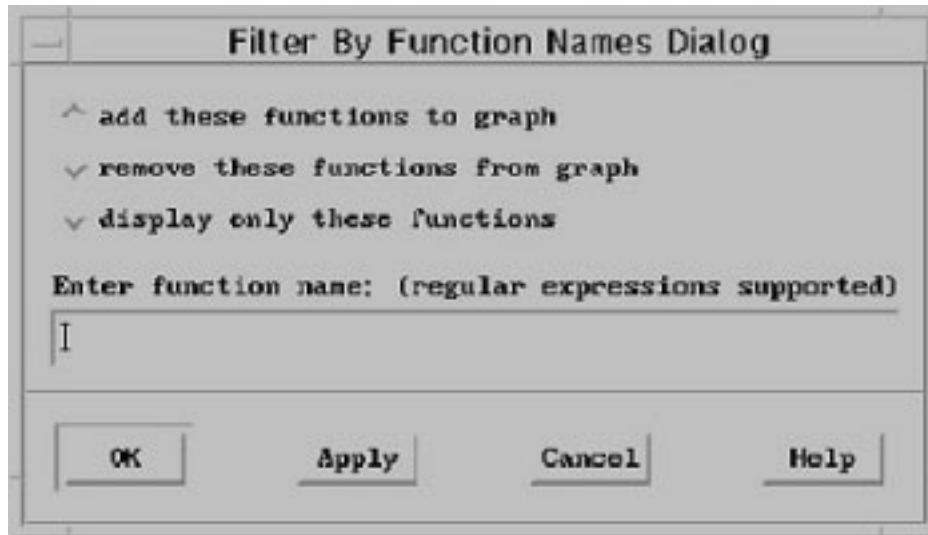 Filter By Function Names Dialog
add these functions to graph
remove these functions from graph
display only these functions
Enter function name: (regular expressions supported)
OK
Apply
Cancel
Help